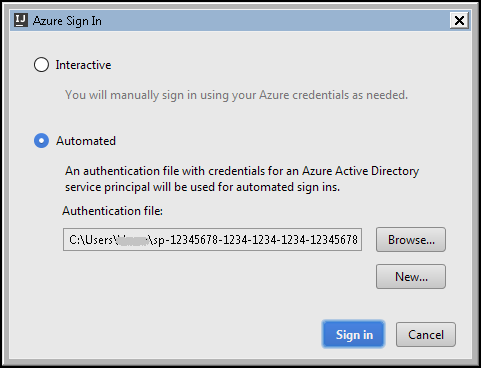 IJ Azure Sign In
Interactive
You will manually sign in using your Azure credentials as needed.
Automated
An authentication file with credentials for an Azure Active Directory
service principal will be used for automated sign ins.
Authentication file:
C:\Users\ \sp-12345678-1234-1234-1234-12345678
Browse...
New...
Sign in
Cancel